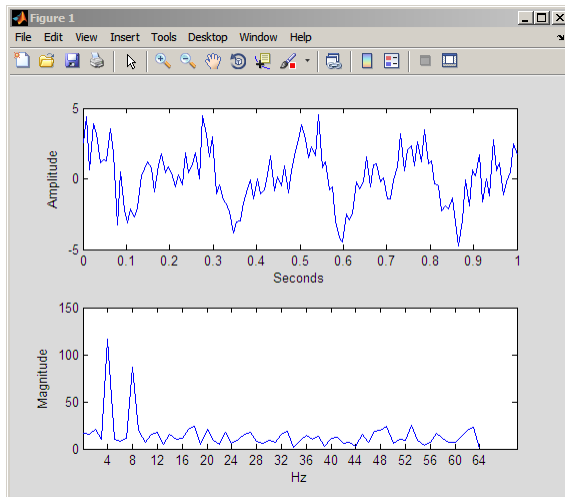 Figure 1
File Edit View Insert Tools Desktop Window Help
5
0
-5
Amplitude
0 0.1 0.2 0.3 0.4 0.5 0.6 0.7 0.8 0.9 1
Seconds
150
100
50
0
Magnitude
4 8 12 16 20 24 28 32 36 40 44 48 52 56 60 64
Hz